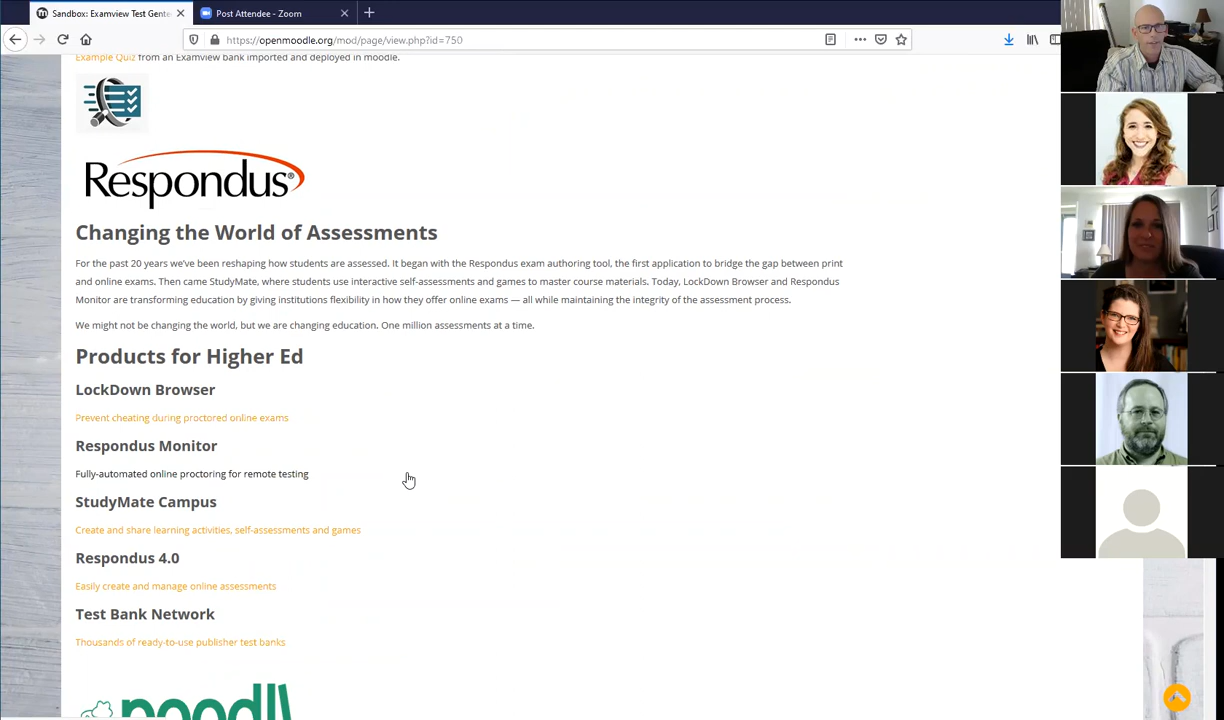 Sandbox: Examview Test Gene
Post Attendee - Zoom
https://openmoodle.org/mod/page/view.php?id=750
Example Quiz from an Examview bank imported and deployed in moodle.
Respondus®
Changing the World of Assessments
For the past 20 years we've been reshaping how students are assessed. It began with the Respondus exam authoring tool, the first application to bridge the gap between print
and online exams. Then came StudyMate, where students use interactive self-assessments and games to master course materials. Today, LockDown Browser and Respondus
Monitor are transforming education by giving institutions flexibility in how they offer online exams — all while maintaining the integrity of the assessment process.
We might not be changing the world, but we are changing education. One million assessments at a time.
Products for Higher Ed
LockDown Browser
Prevent cheating during proctored online exams
Respondus Monitor
Fully-automated online proctoring for remote testing
StudyMate Campus
Create and share learning activities, self-assessments and games
Respondus 4.0
Easily create and manage online assessments
Test Bank Network
Thousands of ready-to-use publisher test banks